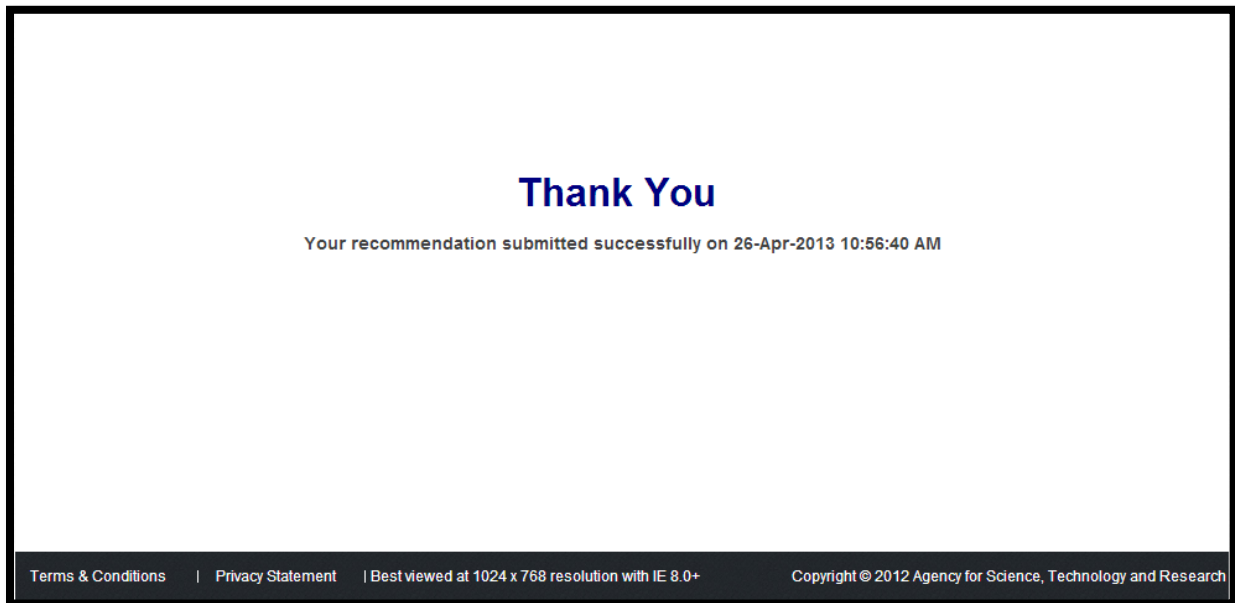 Thank You
Your recommendation submitted successfully on 26-Apr-2013 10:56:40 AM
Terms & Conditions | Privacy Statement | Best viewed at 1024 x 768 resolution with IE 8.0+ Copyright © 2012 Agency for Science, Technology and Research